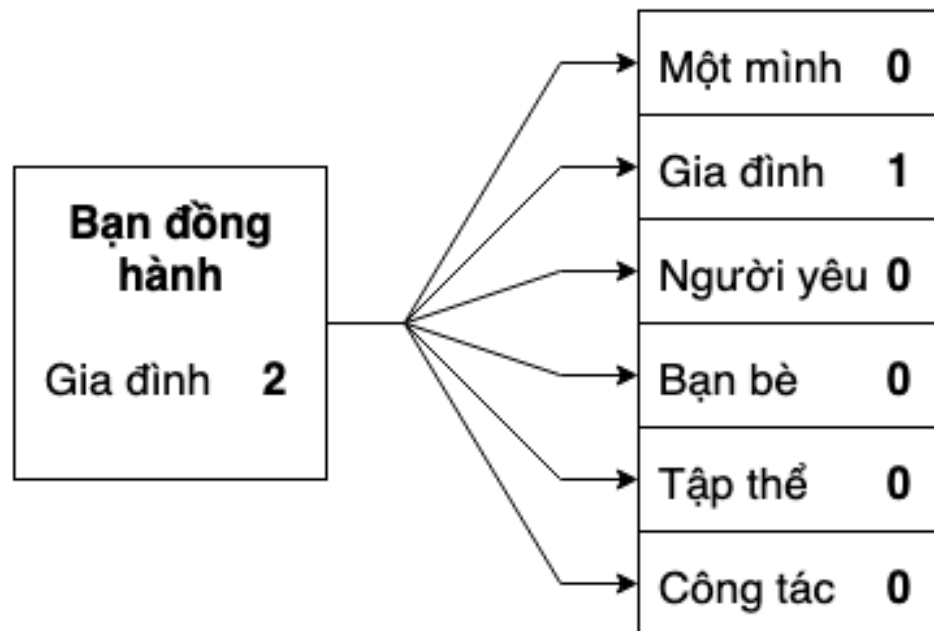 Bạn đồng
hành
Gia đình 2
Một mình 0
Gia đình 1
Người yêu 0
Bạn bè 0
Tập thể 0
Công tác 0